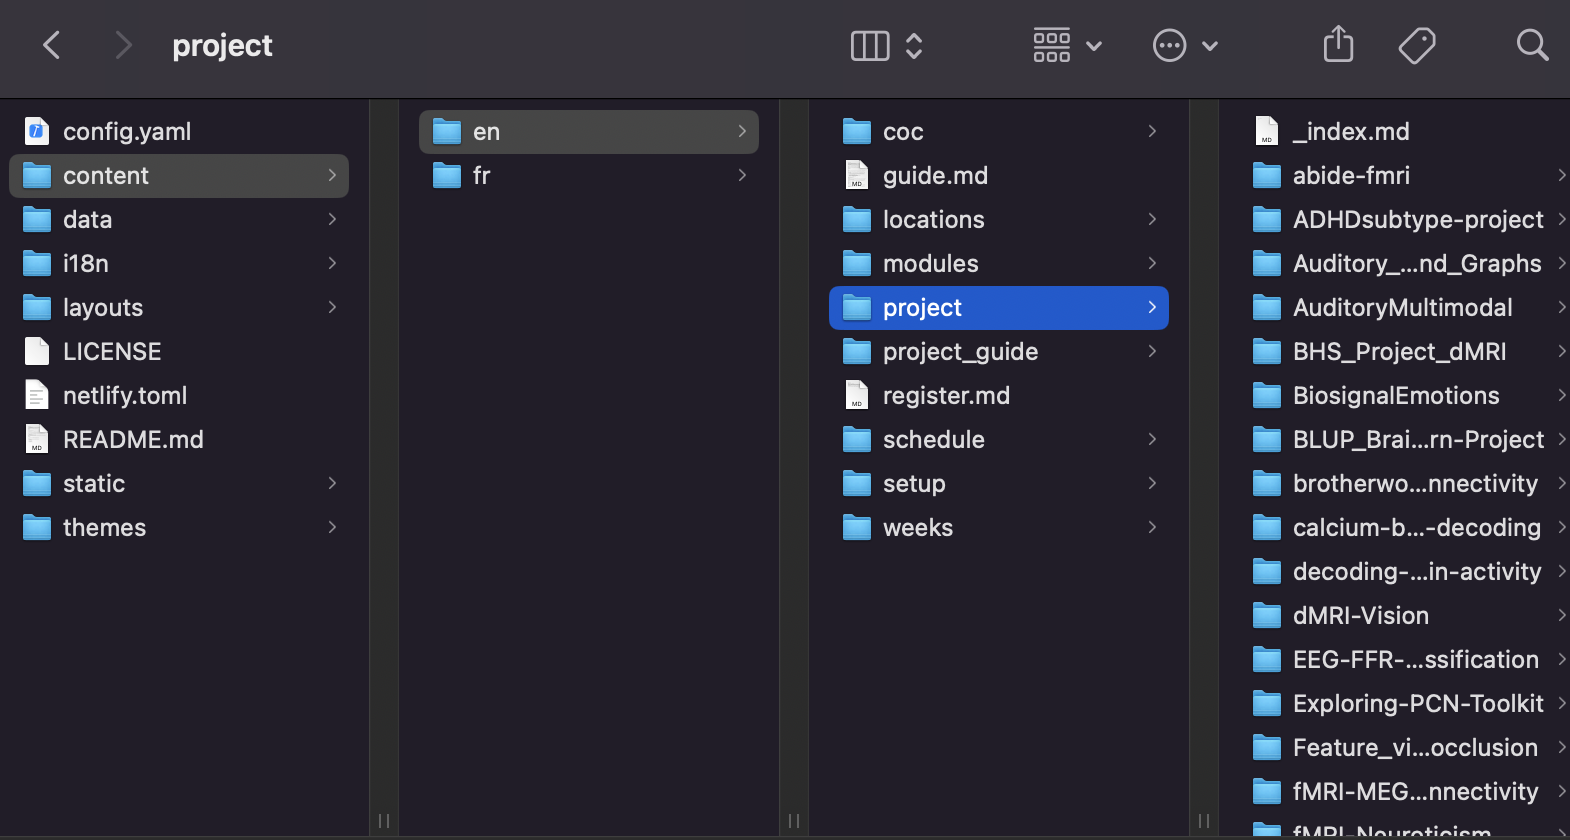 project
config.yaml
content
data
i18n
layouts
LICENSE
netlify.toml
README.md
static
themes
en
fr
coc
guide.md
locations
modules
project
project_guide
register.md
schedule
setup
weeks
_index.md
abide-fmri
ADHDsubtype-project
Auditory_...nd_Graphs
AuditoryMultimodal
BHS_Project_dMRI
BiosignalEmotions
BLUP_Brai...rn-Project
brotherwo...nnectivity
calcium-b...-decoding
decoding-...in-activity
dMRI-Vision
EEG-FFR-...ssification
Exploring-PCN-Toolkit
Feature_vi...occlusion
fMRI-MEG...nnectivity
fMRI-Neuroticism